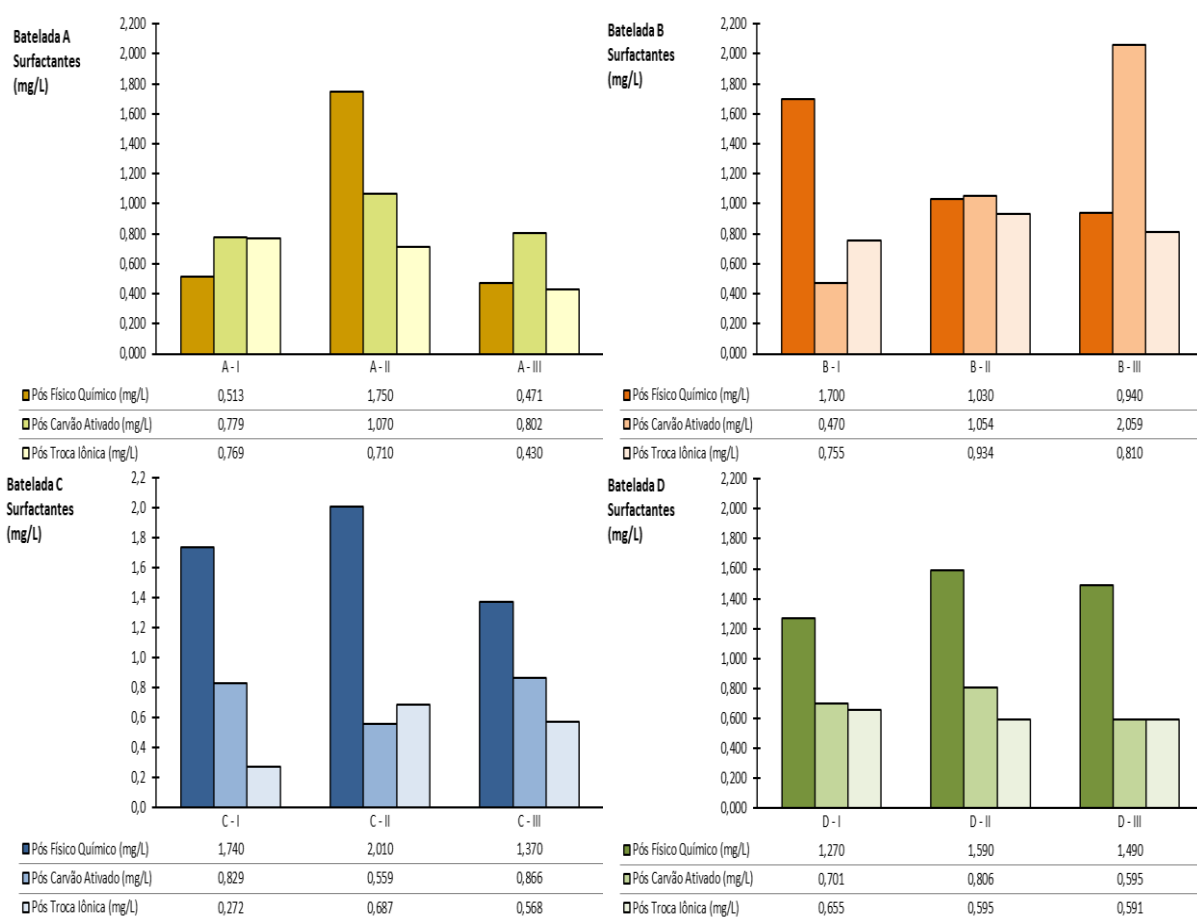 Batelada A
Surfactantes
(mg/L)
2,200
2,000
1,800
1,600
1,400
1,200
1,000
0,800
0,600
0,400
0,200
0,000
A - I A - II A - III
Pós Físico Químico (mg/L) 0,513 1,750 0,471
Pós Carvão Ativado (mg/L) 0,779 1,070 0,802
Pós Troca Iônica (mg/L) 0,769 0,710 0,430
Batelada B
Surfactantes
(mg/L)
2,200
2,000
1,800
1,600
1,400
1,200
1,000
0,800
0,600
0,400
0,200
0,000
B - I B - II B - III
Pós Físico Químico (mg/L) 1,700 1,030 0,940
Pós Carvão Ativado (mg/L) 0,470 1,054 2,059
Pós Troca Iônica (mg/L) 0,755 0,934 0,810
Batelada C
Surfactantes
(mg/L)
2,2
2,0
1,8
1,6
1,4
1,2
1,0
0,8
0,6
0,4
0,2
0,0
C - I C - II C - III
Pós Físico Químico (mg/L) 1,740 2,010 1,370
Pós Carvão Ativado (mg/L) 0,829 0,559 0,866
Pós Troca Iônica (mg/L) 0,272 0,687 0,568
Batelada D
Surfactantes
(mg/L)
2,200
2,000
1,800
1,600
1,400
1,200
1,000
0,800
0,600
0,400
0,200
0,000
D - I D - II D - III
Pós Físico Químico (mg/L) 1,270 1,590 1,490
Pós Carvão Ativado (mg/L) 0,701 0,806 0,595
Pós Troca Iônica (mg/L) 0,655 0,595 0,591